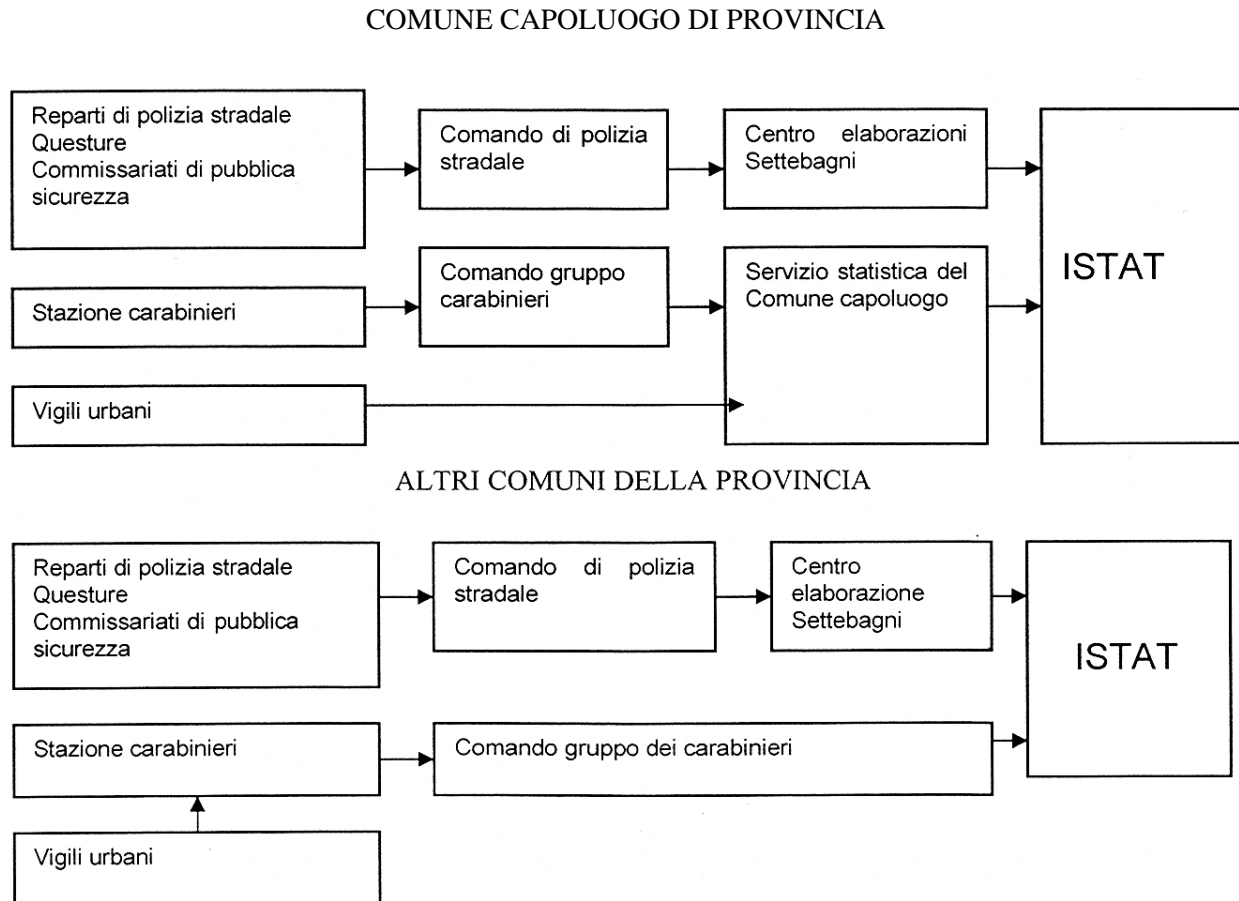 COMUNE CAPOLUOGO DI PROVINCIA
Reparti di polizia stradale
Questure
Commissariati di pubblica
sicurezza
Comando di polizia
stradale
Centro elaborazioni
Settebagni
ISTAT
Stazione carabinieri
Comando gruppo
carabinieri
Servizio statistica del
Comune capoluogo
Vigili urbani
ALTRI COMUNI DELLA PROVINCIA
Reparti di polizia stradale
Questure
Commissariati di pubblica
sicurezza
Comando di polizia
stradale
Centro
elaborazione
Settebagni
ISTAT
Stazione carabinieri
Comando gruppo dei carabinieri
Vigili urbani